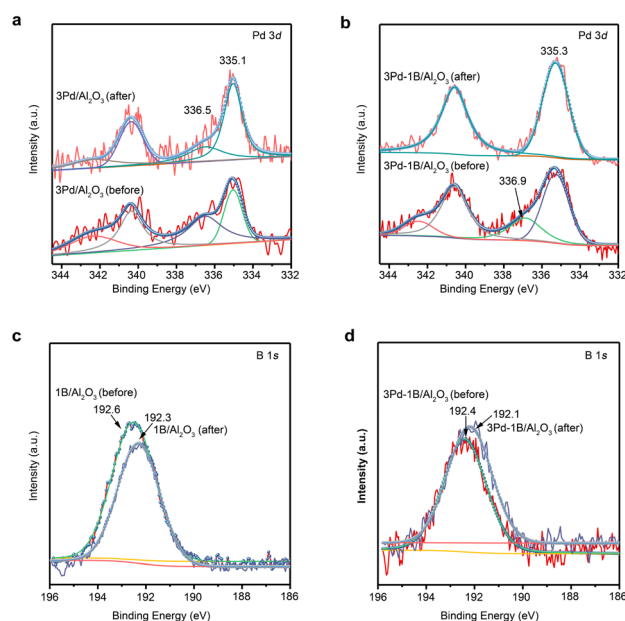 a
Pd 3d
335.1
336.5
3Pd/Al2O3 (after)
3Pd/Al2O3 (before)
Intensity (a.u.)
344 342 340 338 336 334 332
Binding Energy (eV)
b
Pd 3d
335.3
3Pd-1B/Al2O3 (after)
3Pd-1B/Al2O3 (before)
336.9
Intensity (a.u.)
344 342 340 338 336 334 332
Binding Energy (eV)
c
B 1s
1B/Al2O3 (before)
192.6
192.3
1B/Al2O3 (after)
Intensity (a.u.)
196 194 192 190 188 186
Binding Energy (eV)
d
B 1s
3Pd-1B/Al2O3 (before)
192.4
192.1
3Pd-1B/Al2O3 (after)
Intensity (a.u.)
196 194 192 190 188 186
Binding Energy (eV)